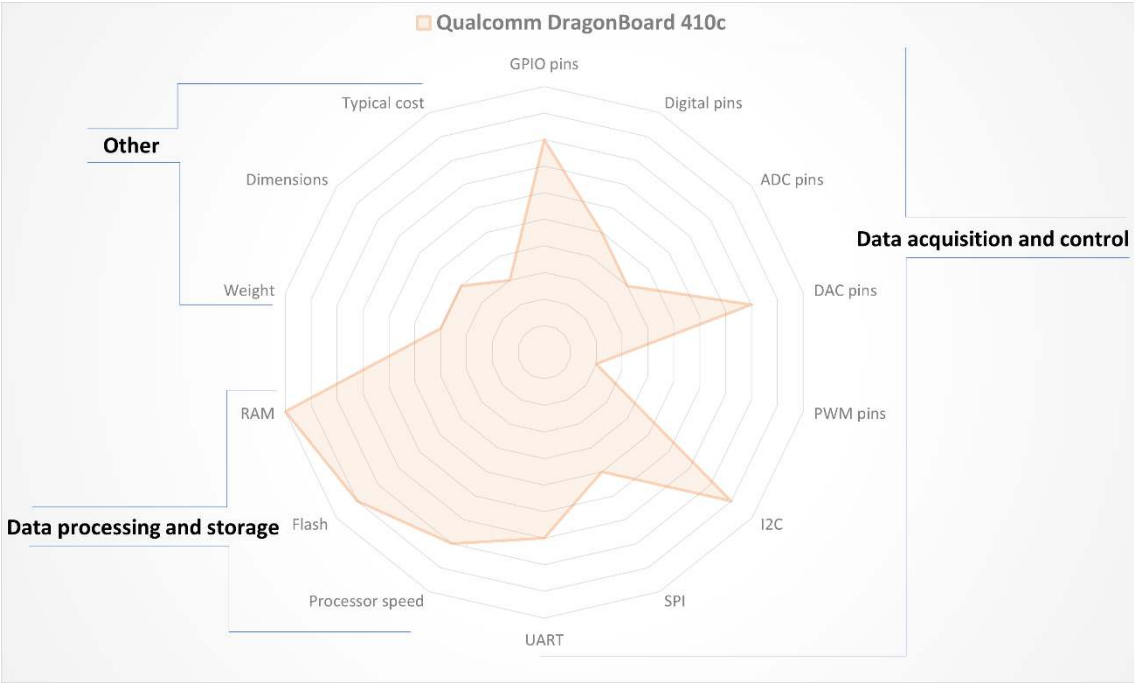 Qualcomm DragonBoard 410c
GPIO pins
Typical cost
Digital pins
Other
Dimensions
ADC pins
Data acquisition and control
Weight
DAC pins
RAM
PWM pins
Data processing and storage
Flash
I2C
Processor speed
SPI
UART